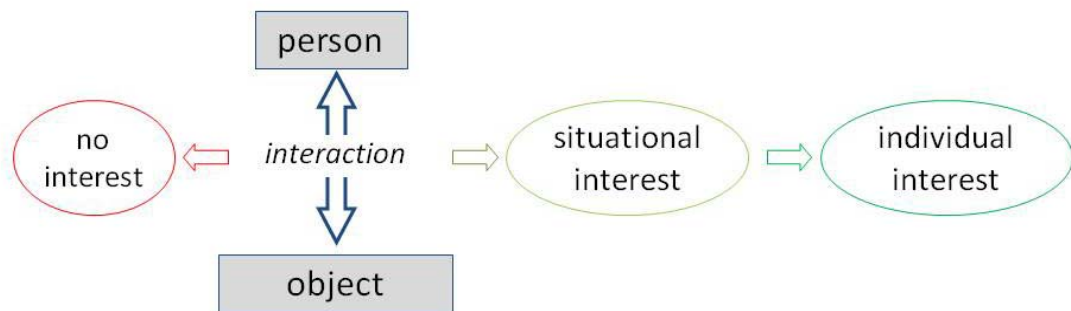 person
no
interest
interaction
situational
interest
individual
interest
object